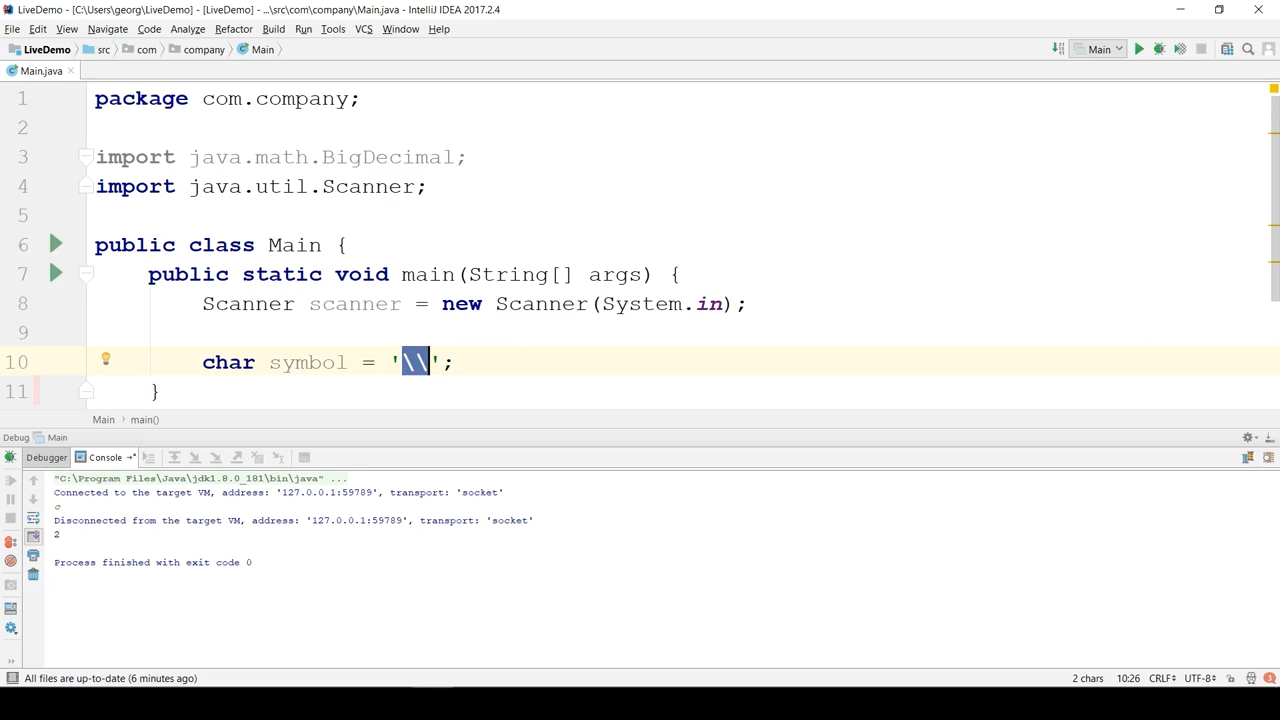 LiveDemo - [C:\Users\georg\LiveDemo] - [LiveDemo] - ...\src\com\company\Main.java - IntelliJ IDEA 2017.2.4
File Edit View Navigate Code Analyze Refactor Build Run Tools VCS Window Help
LiveDemo src com company Main Main
Main.java
1 package com.company;
2
3 import java.math.BigDecimal;
4 import java.util.Scanner;
5
6 public class Main {
7 public static void main(String[] args) {
8 Scanner scanner = new Scanner(System.in);
9
10 char symbol = '\\';
11 }
Main › main()
Debug Main
Debugger Console
"C:\Program Files\Java\jdk1.8.0_181\bin\java" ...
Connected to the target VM, address: '127.0.0.1:59789', transport: 'socket'
c
Disconnected from the target VM, address: '127.0.0.1:59789', transport: 'socket'
2
Process finished with exit code 0
All files are up-to-date (6 minutes ago) 2 chars 10:26 CRLF UTF-8 3